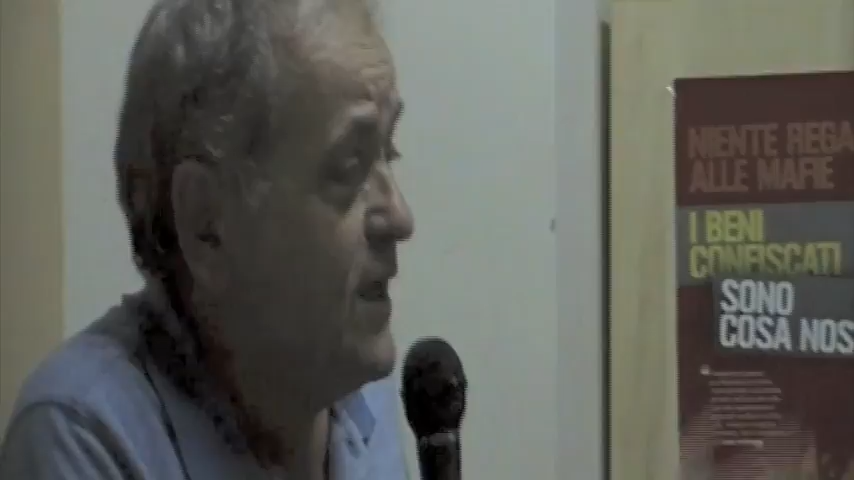 NIENTE REGA
ALLE MAFIE
I BENI
CONFISCATI
SONO
COSA NOS